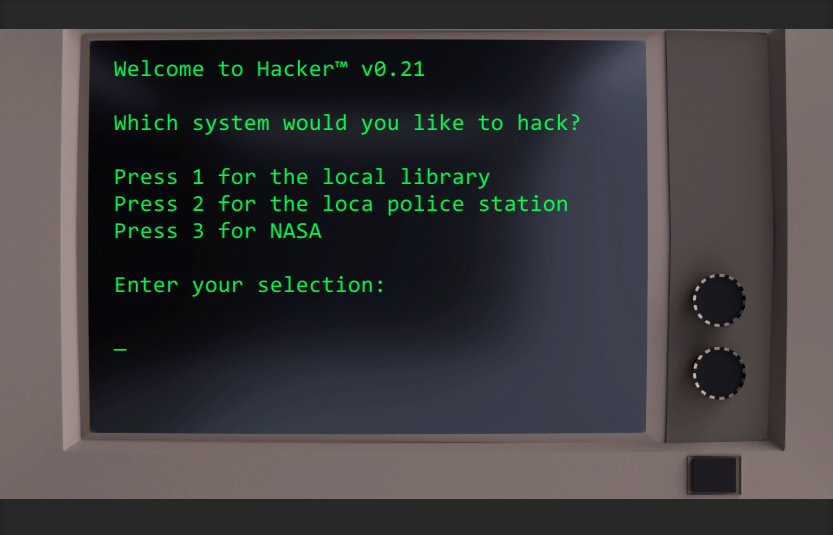 Welcome to Hacker™ v0.21
Which system would you like to hack?
Press 1 for the local library
Press 2 for the loca police station
Press 3 for NASA
Enter your selection:
_